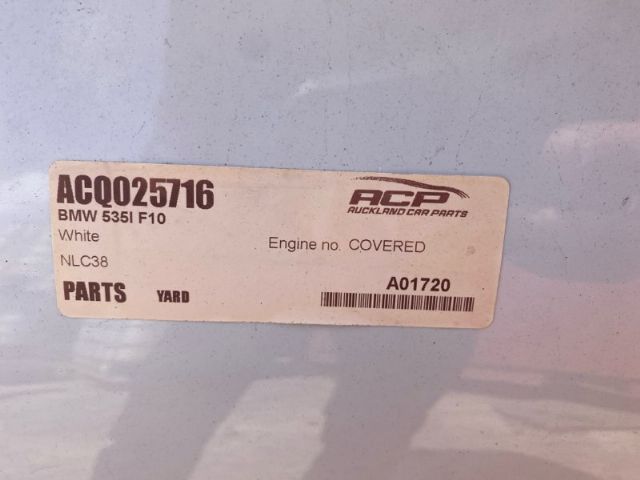 ACQ025716
BMW 535I F10
White
NLC38
PARTS YARD
ACP
AUCKLAND CAR PARTS
Engine no. COVERED
A01720